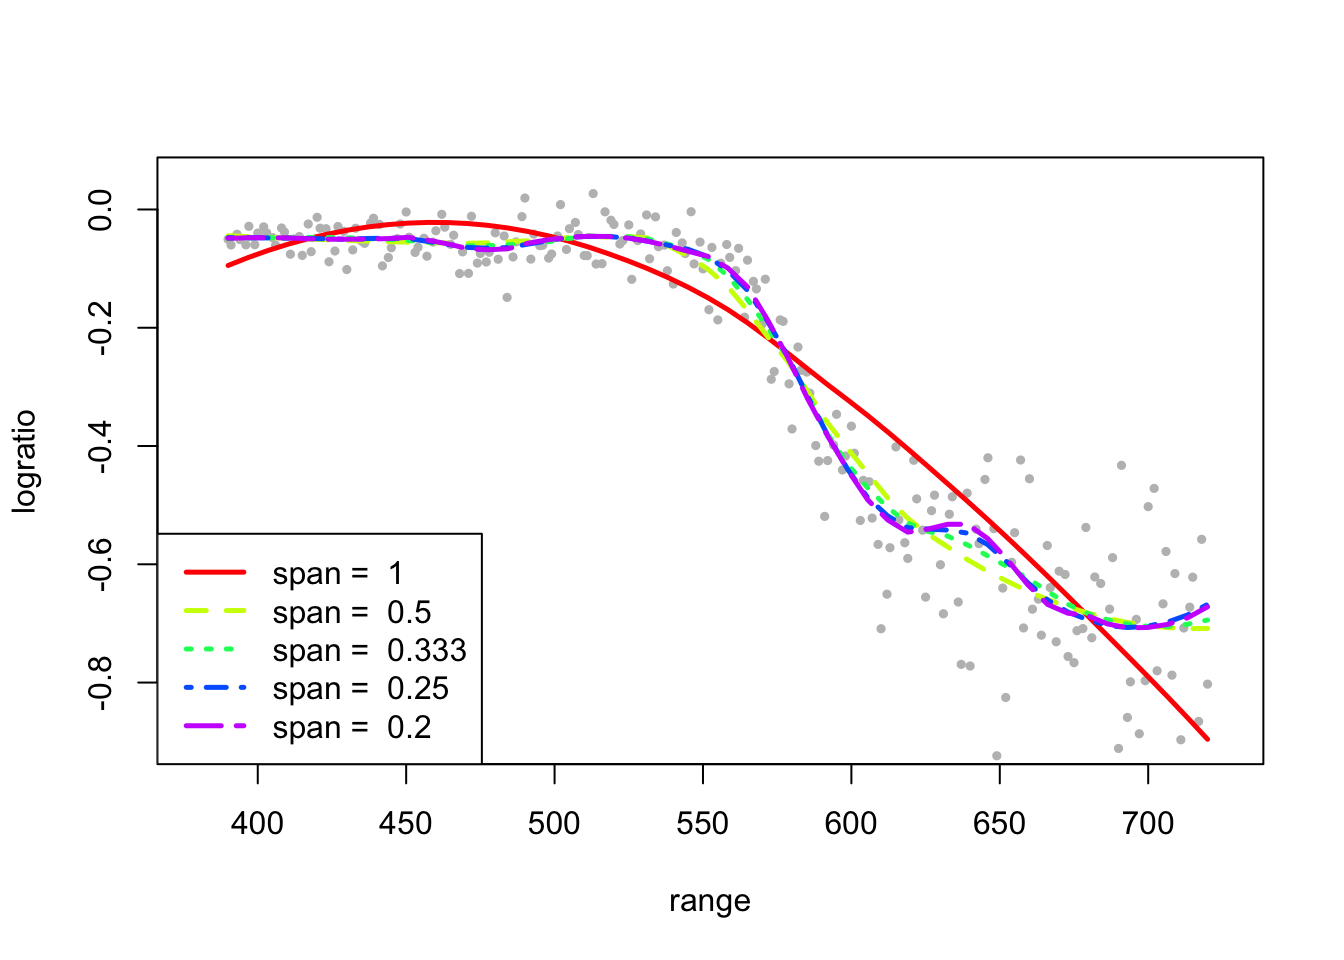 0.0
-0.2
-0.4
-0.6
-0.8
logratio
span = 1
span = 0.5
span = 0.333
span = 0.25
span = 0.2
400 450 500 550 600 650 700
range